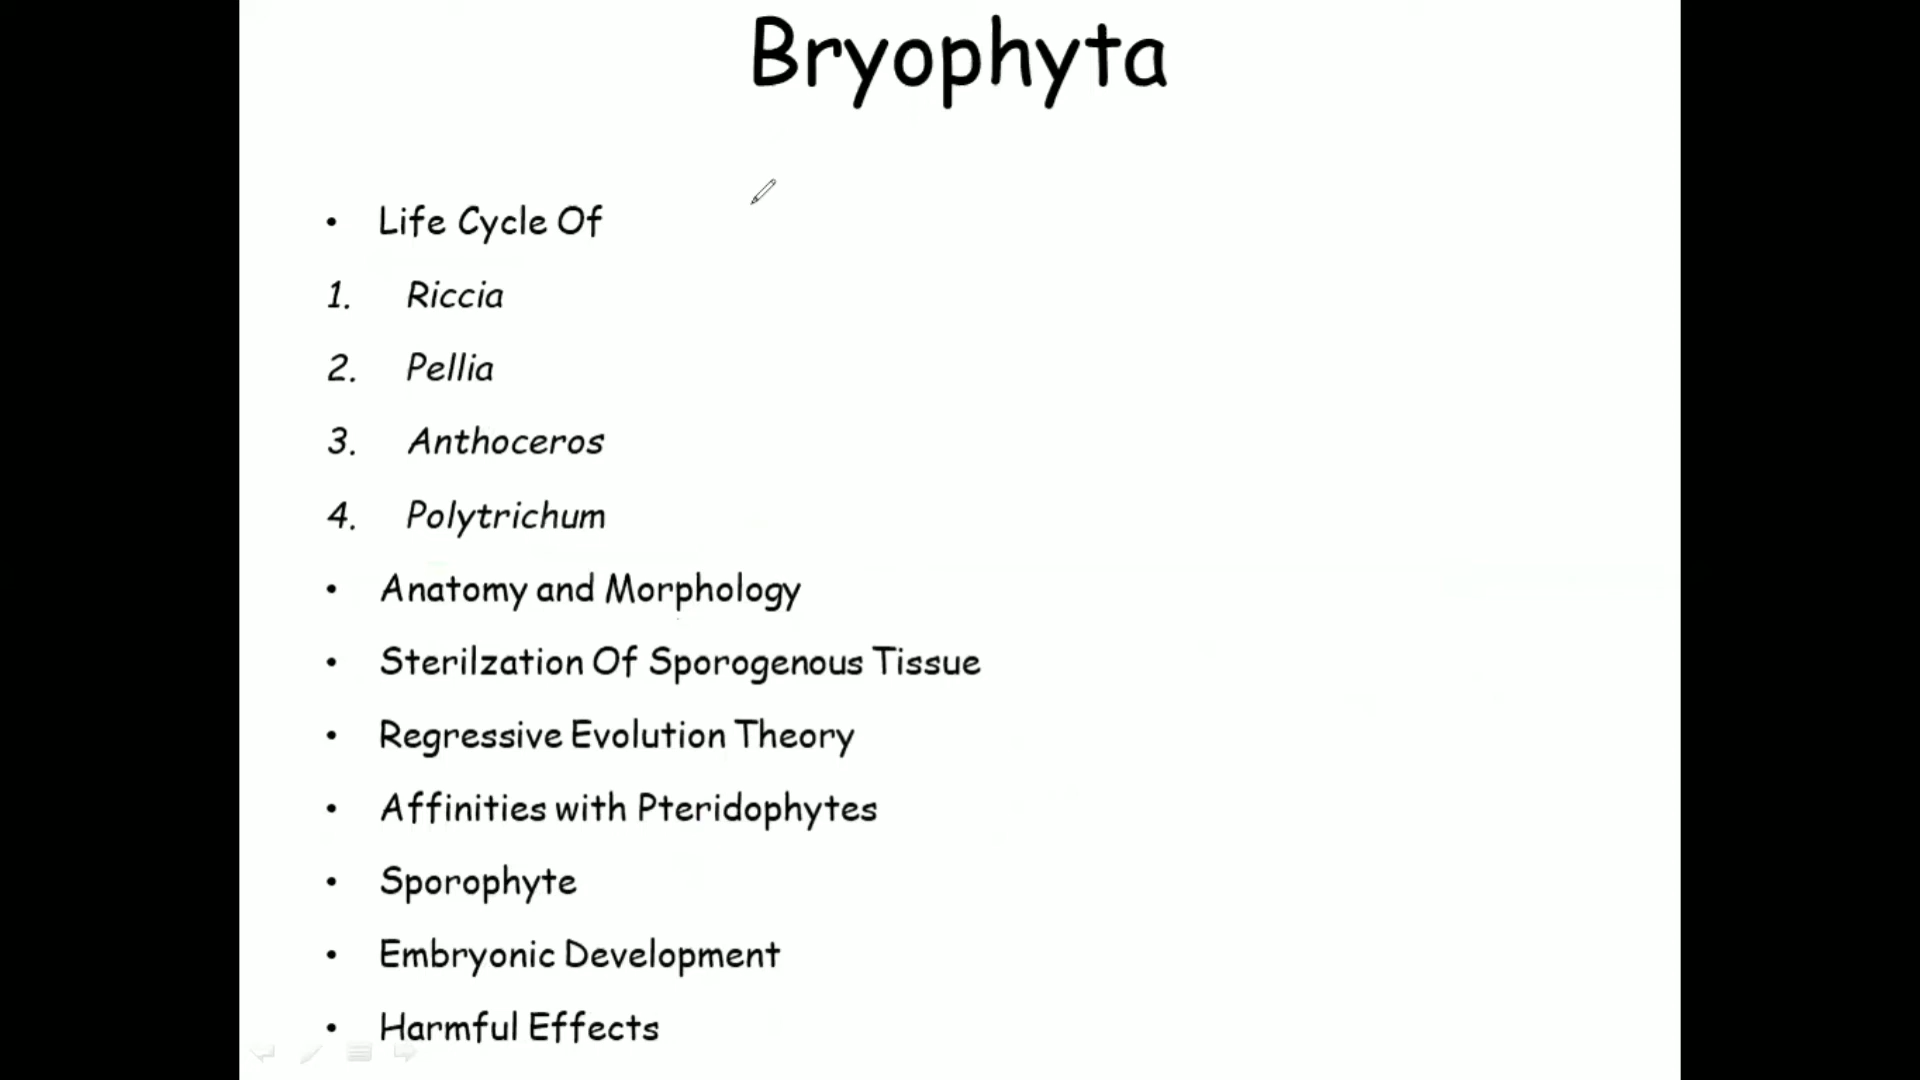 Bryophyta
• Life Cycle Of
1. Riccia
2. Pellia
3. Anthoceros
4. Polytrichum
• Anatomy and Morphology
• Sterilzation Of Sporogenous Tissue
• Regressive Evolution Theory
• Affinities with Pteridophytes
• Sporophyte
• Embryonic Development
• Harmful Effects